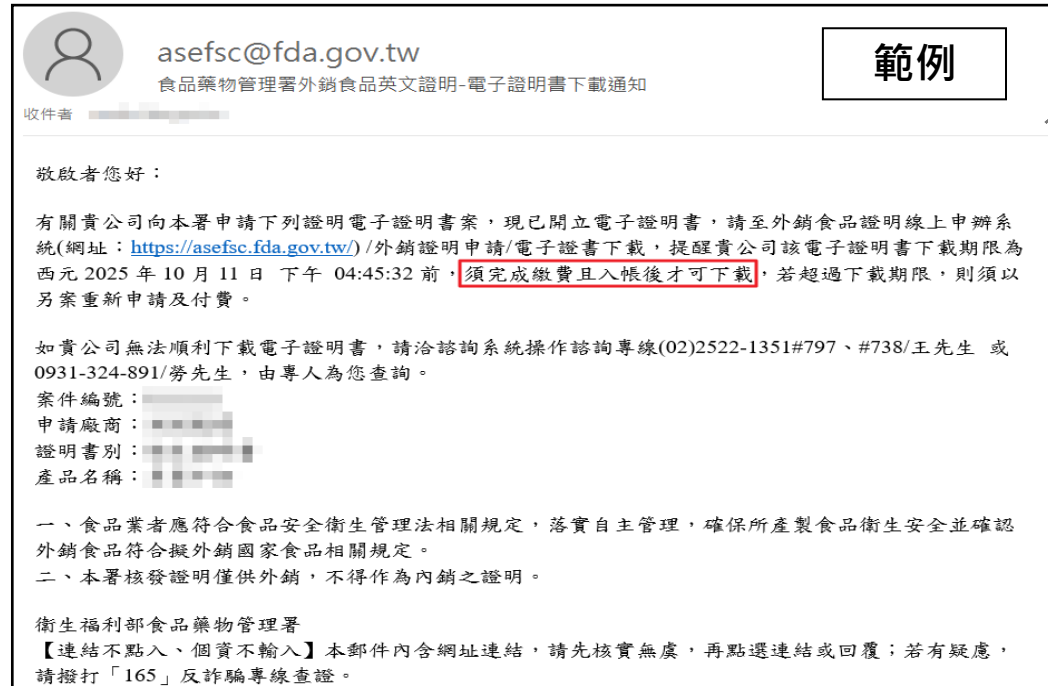 asefsc@fda.gov.tw
範例
食品藥物管理署外銷食品英文證明-電子證明書下載通知
收件者
敬啟者您好：
有關貴公司向本署申請下列證明電子證明書案，現已開立電子證明書，請至外銷食品證明線上申辦系
統(網址：https://asefsc.fda.gov.tw/) /外銷證明申請/電子證書下載，提醒貴公司該電子證明書下載期限為
西元 2025 年 10 月 11 日 下午 04:45:32 前，須完成繳費且入帳後才可下載，若超過下載期限，則須以
另案重新申請及付費。
如貴公司無法順利下載電子證明書，請洽諮詢系統操作諮詢專線(02)2522-1351#797、#738/王先生 或
0931-324-891/勞先生，由專人為您查詢。
案件編號：
申請廠商：
證明書別：
產品名稱：
一、食品業者應符合食品安全衛生管理法相關規定，落實自主管理，確保所產製食品衛生安全並確認
外銷食品符合擬外銷國家食品相關規定。
二、本署核發證明僅供外銷，不得作為內銷之證明。
衛生福利部食品藥物管理署
【連結不點入、個資不輸入】本郵件內含網址連結，請先核實無虞，再點選連結或回覆；若有疑慮，
請撥打「165」反詐騙專線查證。